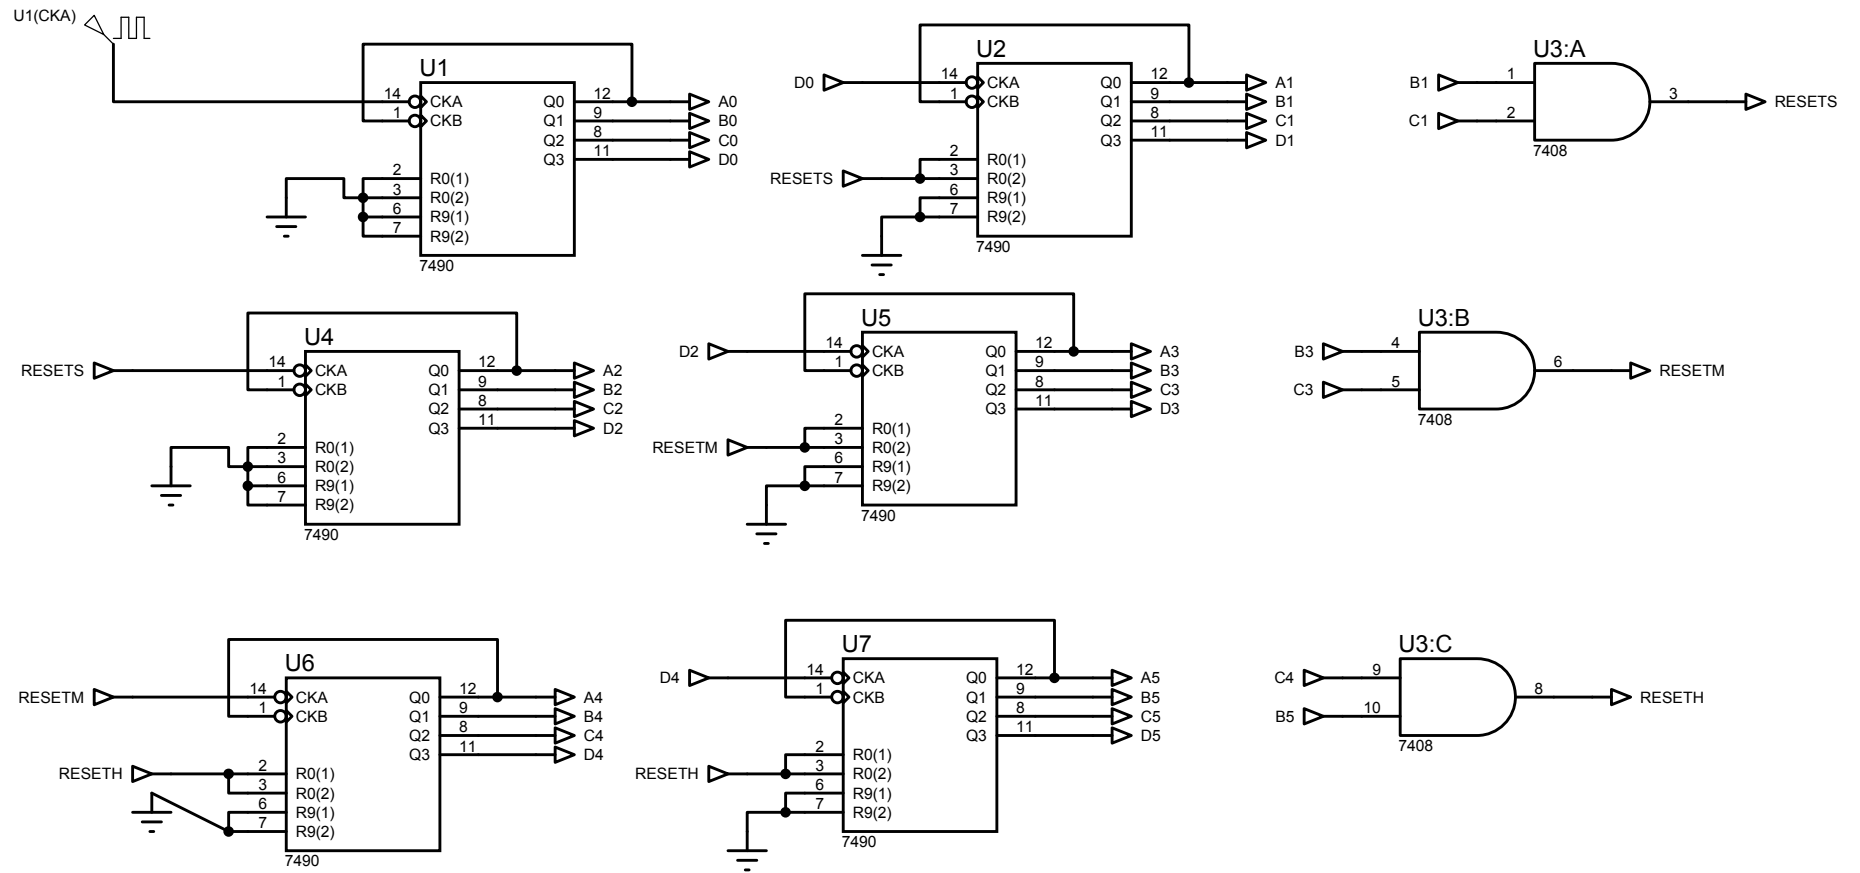 U1(CKA)
U1
14 CKA Q0 12 A0
1 CKB Q1 9 B0
Q2 8 C0
Q3 11 D0
2 R0(1)
3 R0(2)
6 R9(1)
7 R9(2)
7490
U2
D0 14 CKA Q0 12 A1
1 CKB Q1 9 B1
Q2 8 C1
Q3 11 D1
2 R0(1)
RESETS 3 R0(2)
6 R9(1)
7 R9(2)
7490
U3:A
B1 1
3 RESETS
C1 2
7408
U4
RESETS 14 CKA Q0 12 A2
1 CKB Q1 9 B2
Q2 8 C2
Q3 11 D2
2 R0(1)
3 R0(2)
6 R9(1)
7 R9(2)
7490
U5
D2 14 CKA Q0 12 A3
1 CKB Q1 9 B3
Q2 8 C3
Q3 11 D3
2 R0(1)
RESETM 3 R0(2)
6 R9(1)
7 R9(2)
7490
U3:B
B3 4
6 RESETM
C3 5
7408
U6
RESETM 14 CKA Q0 12 A4
1 CKB Q1 9 B4
Q2 8 C4
Q3 11 D4
RESETH 2 R0(1)
3 R0(2)
6 R9(1)
7 R9(2)
7490
U7
D4 14 CKA Q0 12 A5
1 CKB Q1 9 B5
Q2 8 C5
Q3 11 D5
2 R0(1)
RESETH 3 R0(2)
6 R9(1)
7 R9(2)
7490
U3:C
C4 9
8 RESETH
B5 10
7408